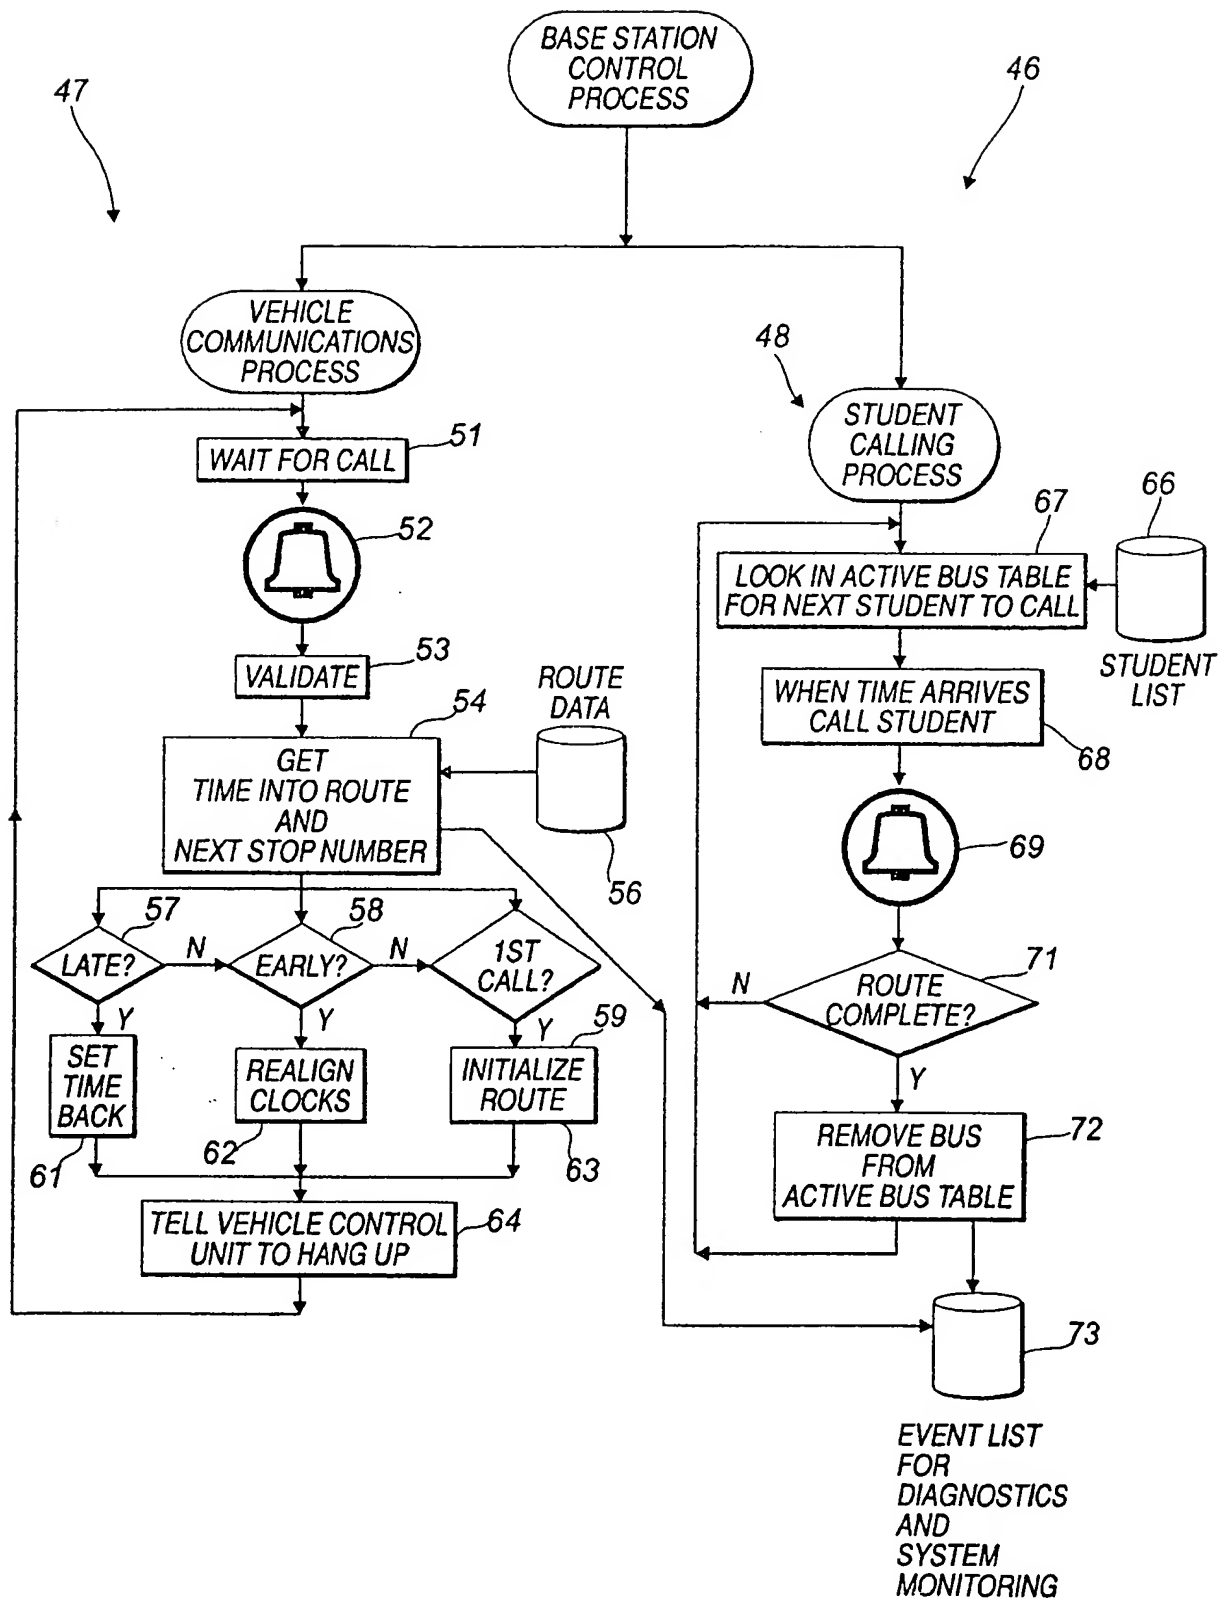 BASE STATION
CONTROL
PROCESS
47
46
VEHICLE
COMMUNICATIONS
PROCESS
48
STUDENT
CALLING
PROCESS
51
WAIT FOR CALL
52
53
VALIDATE
54
GET
TIME INTO ROUTE
AND
NEXT STOP NUMBER
ROUTE
DATA
56
57
LATE?
N
58
EARLY?
N
1ST
CALL?
Y
Y
Y
59
SET
TIME
BACK
61
REALIGN
CLOCKS
62
INITIALIZE
ROUTE
63
TELL VEHICLE CONTROL
UNIT TO HANG UP
64
67
66
LOOK IN ACTIVE BUS TABLE
FOR NEXT STUDENT TO CALL
STUDENT
LIST
WHEN TIME ARRIVES
CALL STUDENT
68
69
71
N
ROUTE
COMPLETE?
Y
REMOVE BUS
FROM
ACTIVE BUS TABLE
72
73
EVENT LIST
FOR
DIAGNOSTICS
AND
SYSTEM
MONITORING